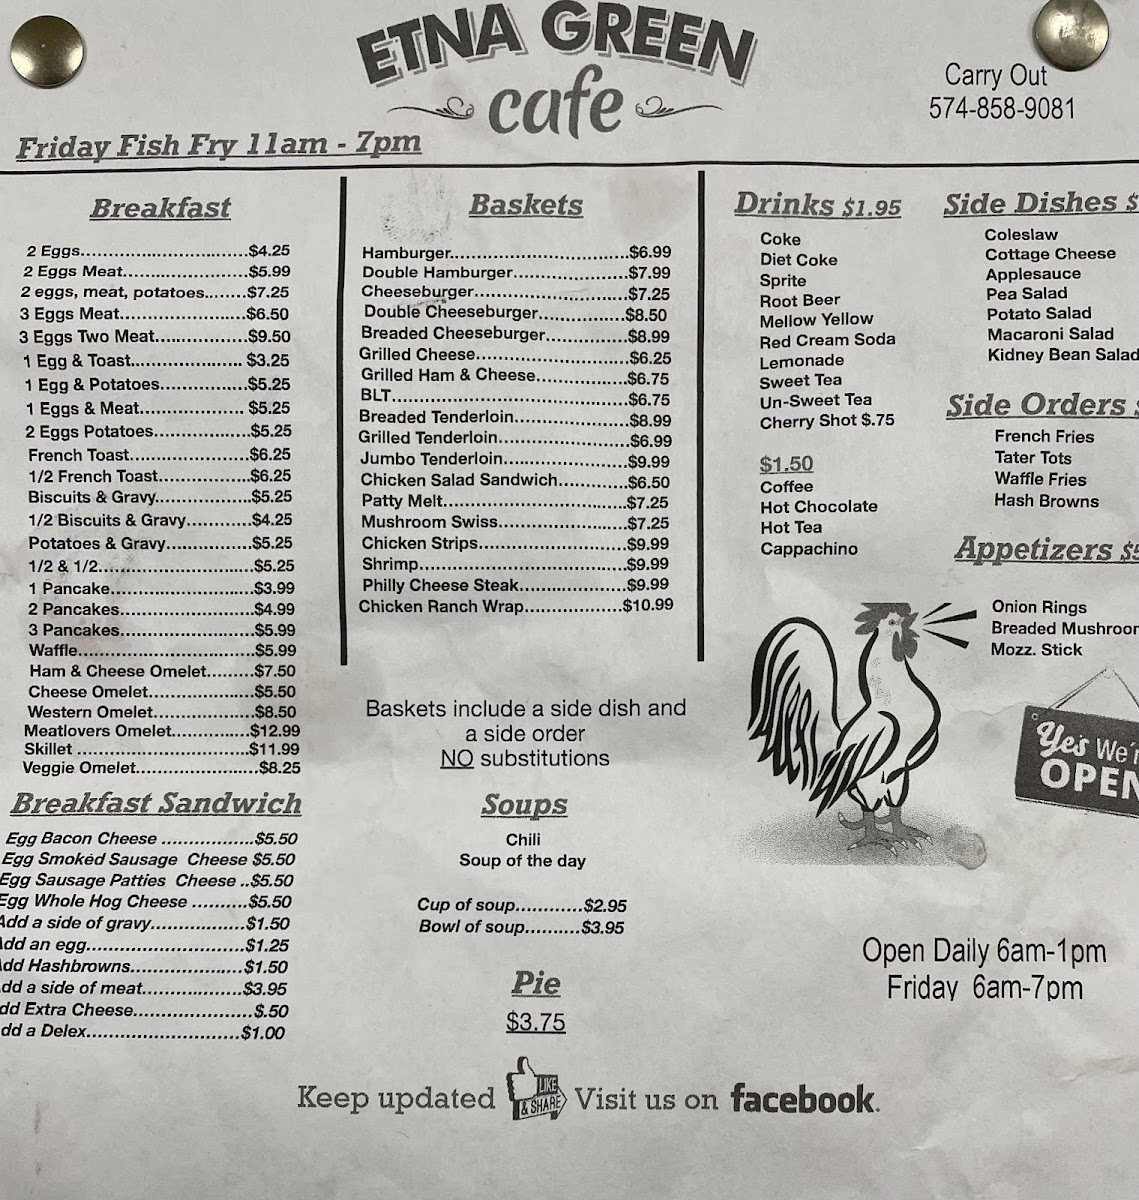 ETNA GREEN
cafe
Carry Out
574-858-9081
Friday Fish Fry 11am - 7pm
Breakfast
2 Eggs..................................$4.25
2 Eggs Meat.........................$5.99
2 eggs, meat, potatoes........$7.25
3 Eggs Meat.........................$6.50
3 Eggs Two Meat..................$9.50
1 Egg & Toast...................... $3.25
1 Egg & Potatoes.................$5.25
1 Eggs & Meat..................... $5.25
2 Eggs Potatoes...................$5.25
French Toast........................$6.25
1/2 French Toast..................$6.25
Biscuits & Gravy...................$5.25
1/2 Biscuits & Gravy............$4.25
Potatoes & Gravy.................$5.25
1/2 & 1/2..............................$5.25
1 Pancake.............................$3.99
2 Pancakes...........................$4.99
3 Pancakes...........................$5.99
Waffle...................................$5.99
Ham & Cheese Omelet.........$7.50
Cheese Omelet.....................$5.50
Western Omelet....................$8.50
Meatlovers Omelet...............$12.99
Skillet ..................................$11.99
Veggie Omelet........................$8.25
Breakfast Sandwich
Egg Bacon Cheese ..................$5.50
Egg Smoked Sausage Cheese $5.50
Egg Sausage Patties Cheese ..$5.50
Egg Whole Hog Cheese ..........$5.50
Add a side of gravy..................$1.50
Add an egg...............................$1.25
Add Hashbrowns.....................$1.50
dd a side of meat....................$3.95
dd Extra Cheese.......................$.50
dd a Delex..............................$1.00
Baskets
Hamburger..................................$6.99
Double Hamburger......................$7.99
Cheeseburger..............................$7.25
Double Cheeseburger.................$8.50
Breaded Cheeseburger................$8.99
Grilled Cheese.............................$6.25
Grilled Ham & Cheese..................$6.75
BLT..............................................$6.75
Breaded Tenderloin......................$8.99
Grilled Tenderloin.........................$6.99
Jumbo Tenderloin........................$9.99
Chicken Salad Sandwich.............$6.50
Patty Melt....................................$7.25
Mushroom Swiss.........................$7.25
Chicken Strips.............................$9.99
Shrimp.........................................$9.99
Philly Cheese Steak.....................$9.99
Chicken Ranch Wrap...................$10.99
Baskets include a side dish and
a side order
NO substitutions
Soups
Chili
Soup of the day
Cup of soup............$2.95
Bowl of soup..........$3.95
Pie
$3.75
Drinks $1.95
Coke
Diet Coke
Sprite
Root Beer
Mellow Yellow
Red Cream Soda
Lemonade
Sweet Tea
Un-Sweet Tea
Cherry Shot $.75
$1.50
Coffee
Hot Chocolate
Hot Tea
Cappachino
Side Dishes $
Coleslaw
Cottage Cheese
Applesauce
Pea Salad
Potato Salad
Macaroni Salad
Kidney Bean Salad
Side Orders
French Fries
Tater Tots
Waffle Fries
Hash Browns
Appetizers $5
Onion Rings
Breaded Mushroom
Mozz. Stick
Yes We'r
OPEN
Open Daily 6am-1pm
Friday 6am-7pm
Keep updated LIKE & SHARE Visit us on facebook.